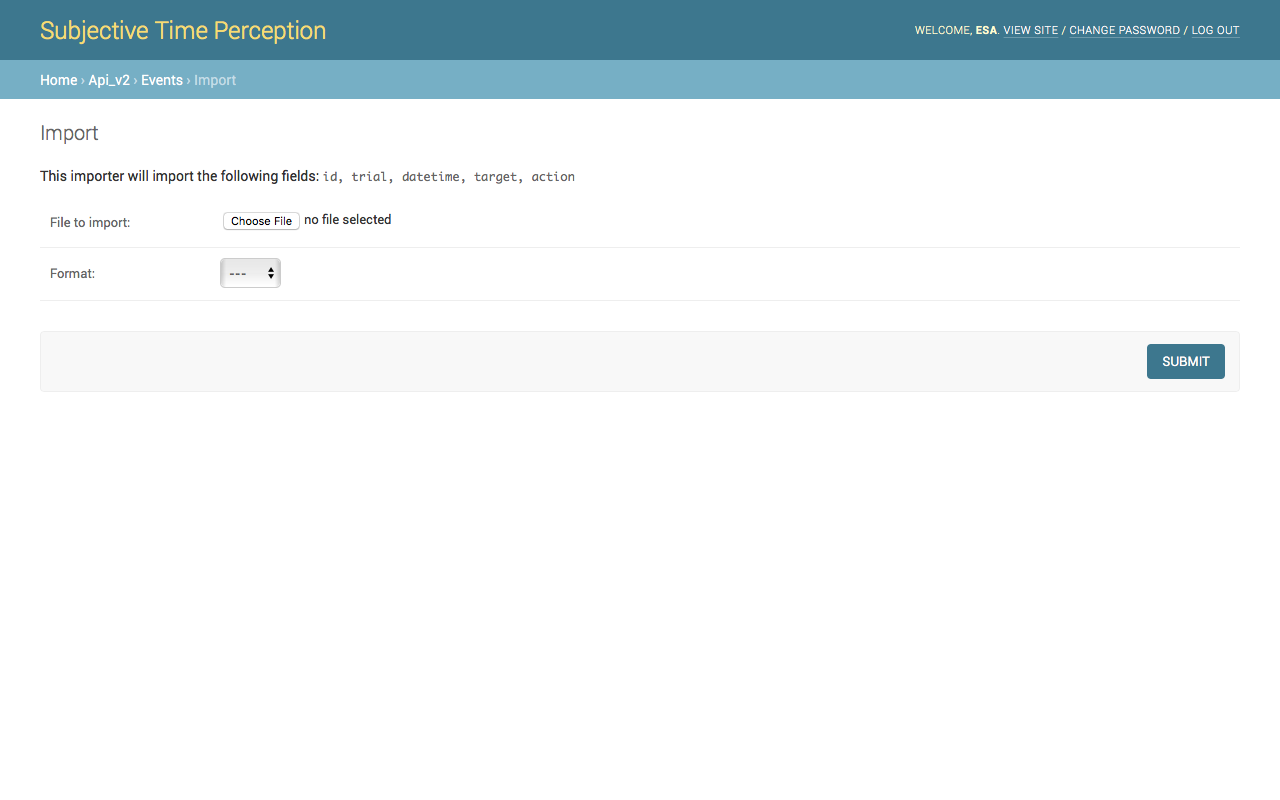 Subjective Time Perception
WELCOME, ESA. VIEW SITE / CHANGE PASSWORD / LOG OUT
Home › Api_v2 › Events › Import
Import
This importer will import the following fields: id, trial, datetime, target, action
File to import: Choose File no file selected
Format: ---
SUBMIT